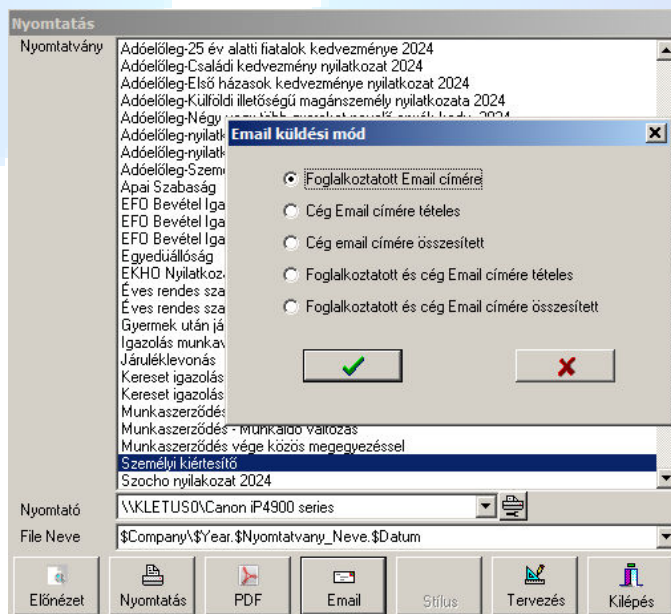 Nyomtatás
Nyomtatvány
Adóelőleg-25 év alatti fiatalok kedvezménye 2024
Adóelőleg-Családi kedvezmény nyilatkozat 2024
Adóelőleg-Első házasok kedvezménye nyilatkozat 2024
Adóelőleg-Külföldi illetőségű magánszemély nyilatkozata 2024
Adóelőleg-Négy
Adóelőleg-nyilatk
Adóelőleg-nyilatk
Adóelőleg-Szem
Apai Szabaság
EFO Bevétel Iga
EFO Bevétel Iga
EFO Bevétel Iga
Egyedüállóság
EKHO Nyilatkoz
Éves rendes sza
Éves rendes sza
Gyermek után já
Igazolás munkav
Járuléklevonás
Kereset igazolás
Kereset igazolás
Munkaszerződés
Munkaszerződés - Munkáldó változás
Munkaszerződés vége közös megegyezéssel
Személyi kiértesítő
Szocho nyilakozat 2024
Email küldési mód
Foglalkoztatott Email címére
Cég Email címére tételes
Cég email címére összesített
Foglalkoztatott és cég Email címére tételes
Foglalkoztatott és cég Email címére összesített
Nyomtató
\\KLETUS0\Canon iP4900 series
File Neve
$Company\$Year.$Nyomtatvany_Neve.$Datum
Előnézet
Nyomtatás
PDF
Email
Stílus
Tervezés
Kilépés